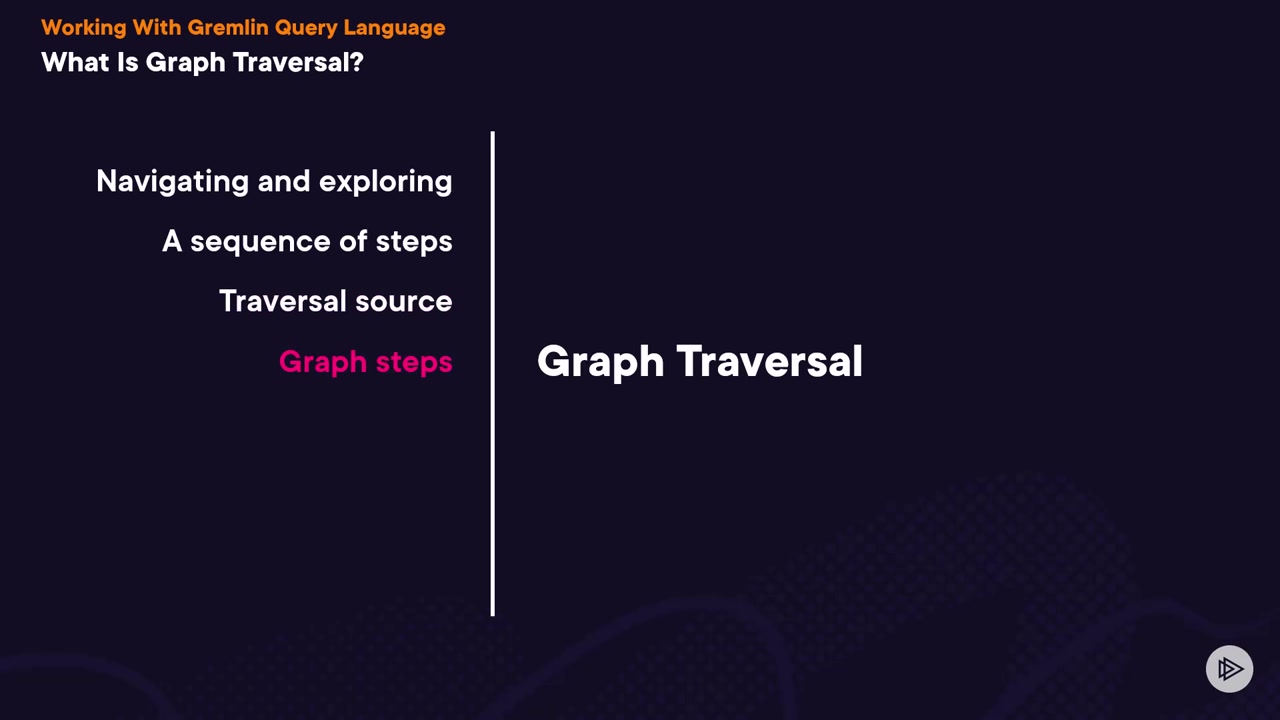 Working With Gremlin Query Language
What Is Graph Traversal?
Navigating and exploring
A sequence of steps
Traversal source
Graph steps
Graph Traversal